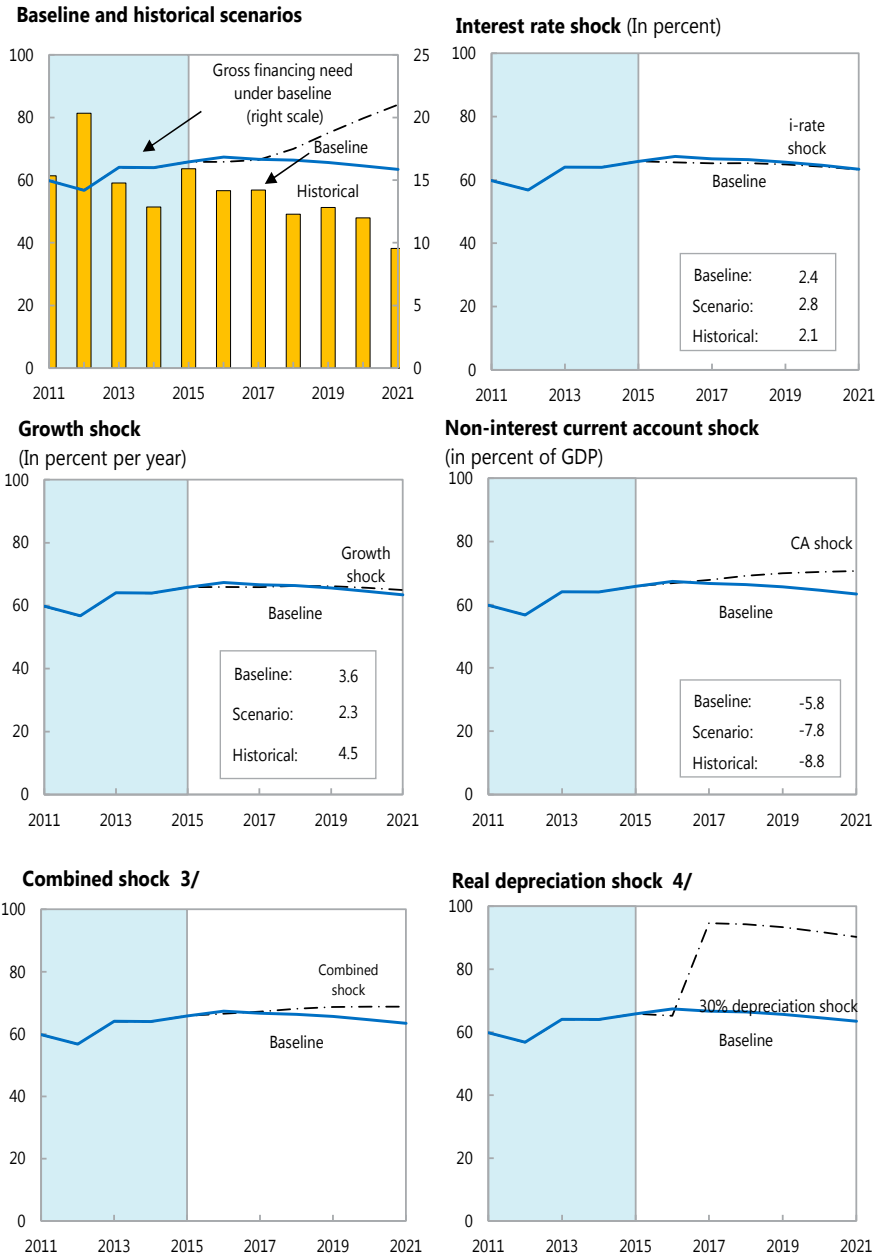 Baseline and historical scenarios
100
80
60
40
20
0
25
20
15
10
5
0
Gross financing need
under baseline
(right scale)
Baseline
Historical
2011 2013 2015 2017 2019 2021
Interest rate shock (In percent)
100
80
60
40
20
0
i-rate
shock
Baseline
Baseline: 2.4
Scenario: 2.8
Historical: 2.1
2011 2013 2015 2017 2019 2021
Growth shock
(In percent per year)
100
80
60
40
20
0
Growth
shock
Baseline
Baseline: 3.6
Scenario: 2.3
Historical: 4.5
2011 2013 2015 2017 2019 2021
Non-interest current account shock
(in percent of GDP)
100
80
60
40
20
0
CA shock
Baseline
Baseline: -5.8
Scenario: -7.8
Historical: -8.8
2011 2013 2015 2017 2019 2021
Combined shock 3/
100
80
60
40
20
0
Combined
shock
Baseline
2011 2013 2015 2017 2019 2021
Real depreciation shock 4/
100
80
60
40
20
0
30% depreciation shock
Baseline
2011 2013 2015 2017 2019 2021